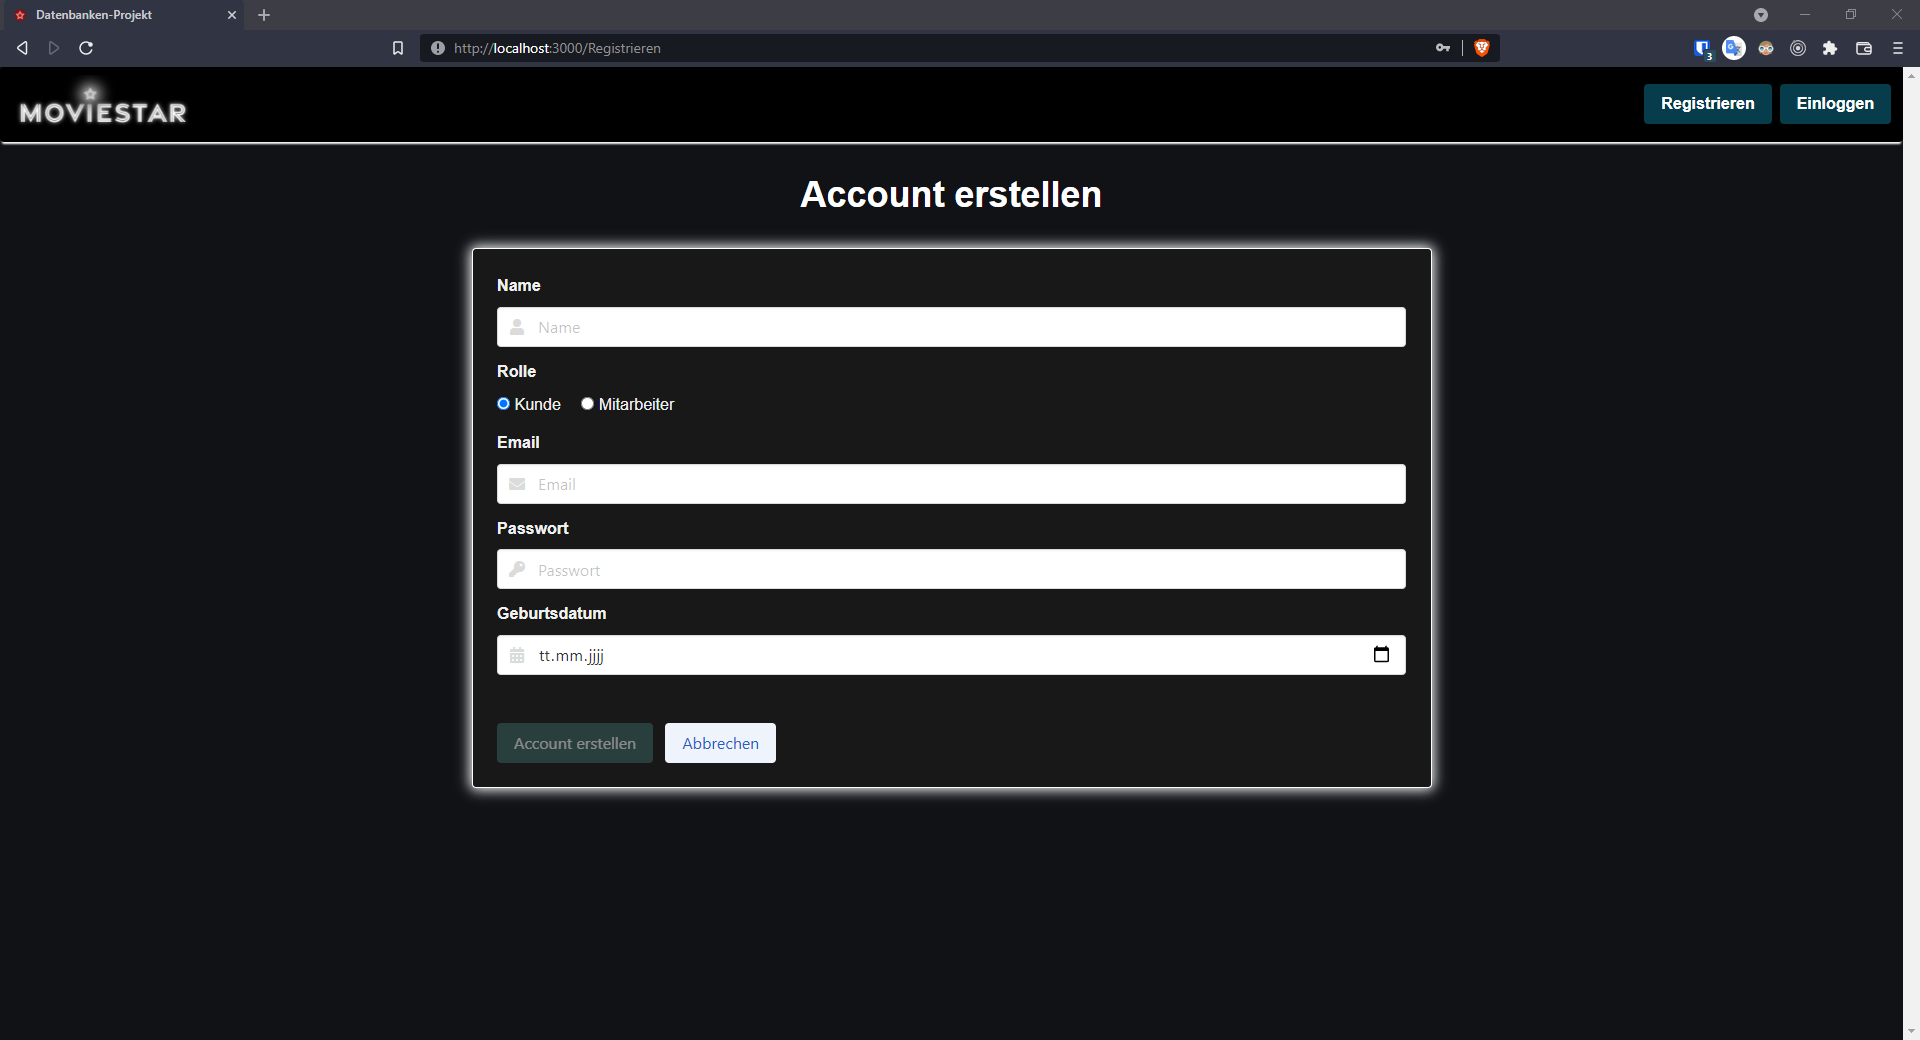 Datenbanken-Projekt
http://localhost:3000/Registrieren
3
MOVIESTAR
Registrieren
Einloggen
Account erstellen
Name
Name
Rolle
Kunde
Mitarbeiter
Email
Email
Passwort
Passwort
Geburtsdatum
tt.mm.jjjj
Account erstellen
Abbrechen